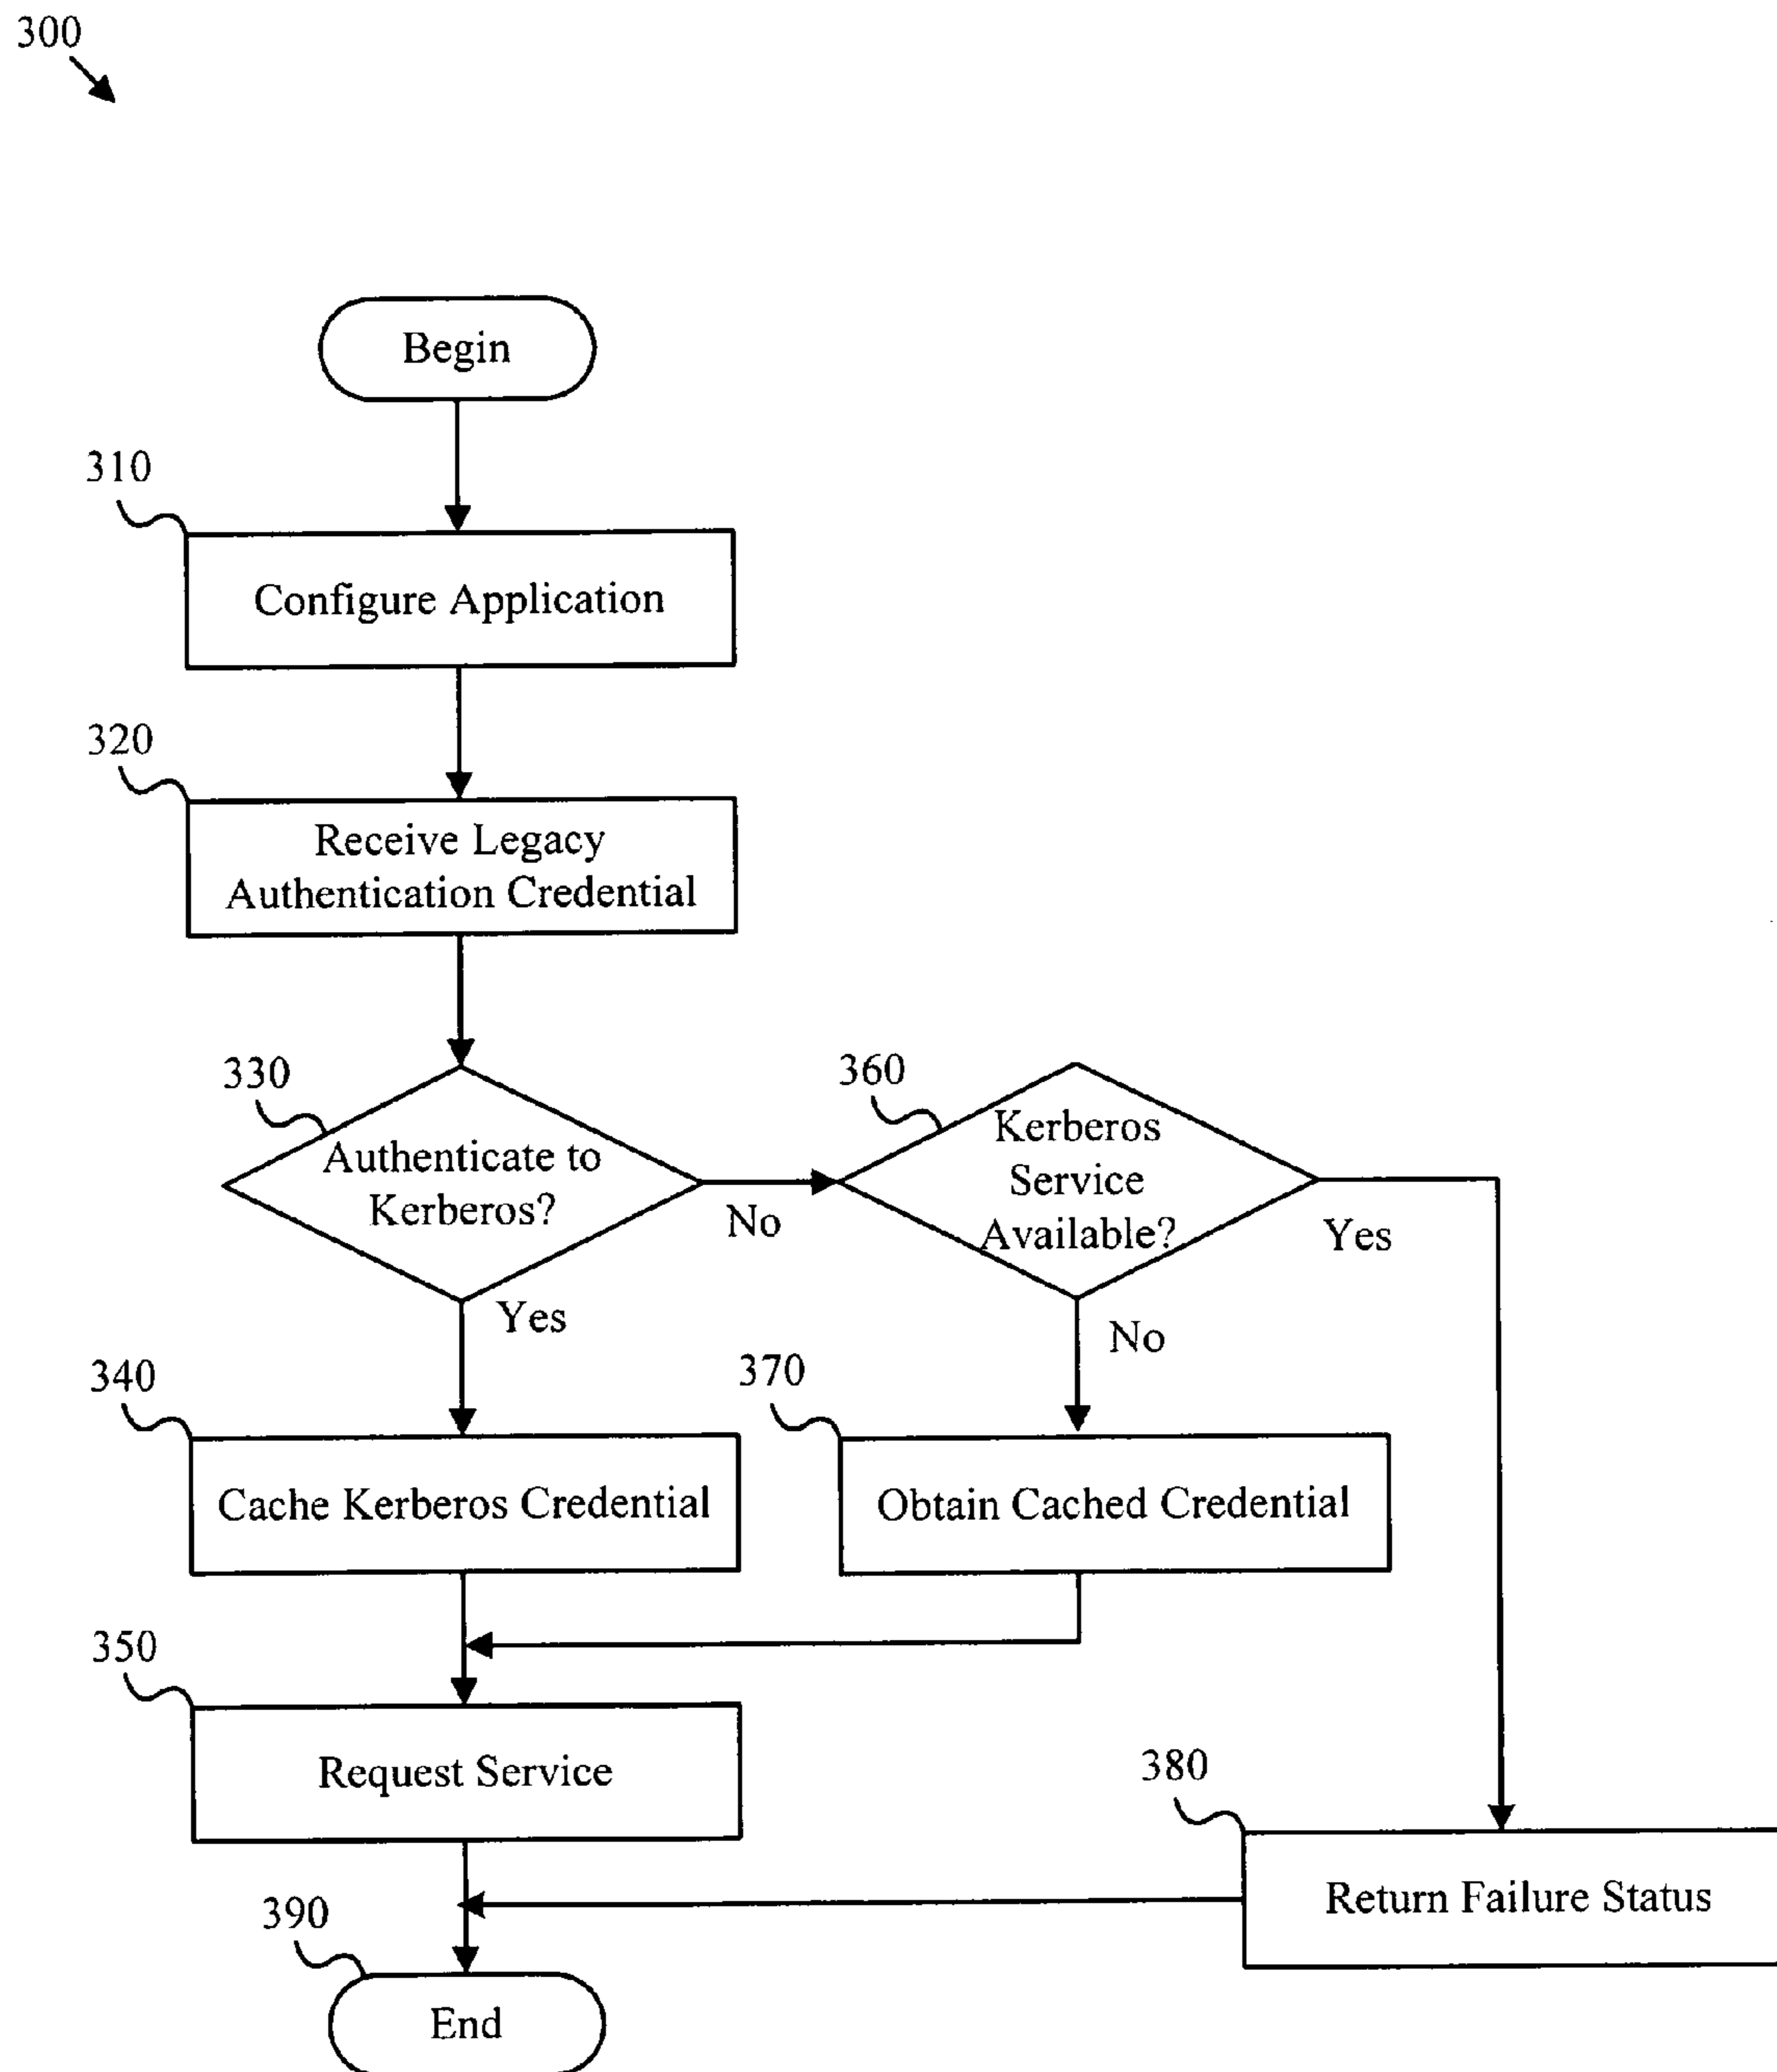 300
Begin
310
Configure Application
320
Receive Legacy
Authentication Credential
330
Authenticate to
Kerberos?
No
Yes
360
Kerberos
Service
Available?
Yes
No
340
Cache Kerberos Credential
370
Obtain Cached Credential
350
Request Service
380
Return Failure Status
390
End